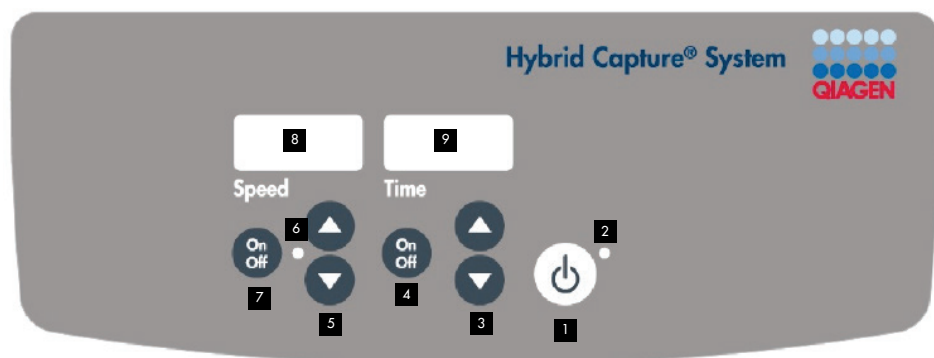 Hybrid Capture® System
QIAGEN
8
9
Speed
Time
6
2
On
Off
On
Off
7
4
5
3
1